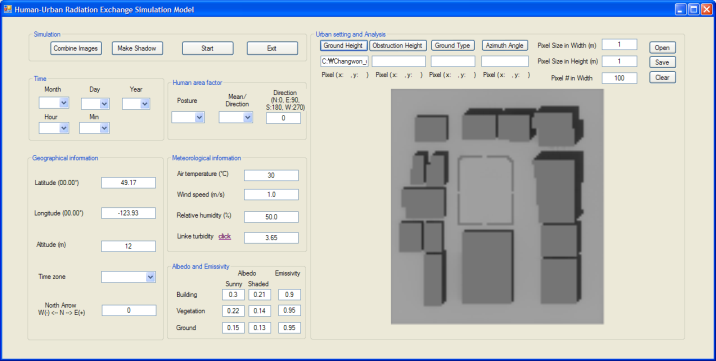 Human-Urban Radiation Exchange Simulation Model
Simulation
Combine Images Make Shadow Start Exit
Time
Month Day Year
Hour Min
Human area factor
Posture Mean/ Direction Direction (N:0, E:90, S:180, W:270)
0
Geographical information
Latitude (00.00°) 49.17
Longitude (00.00°) -123.93
Altitude (m) 12
Time zone
North Arrow
W(-) <-- N --> E(+) 0
Meteorological information
Air temperature (℃) 30
Wind speed (m/s) 1.0
Relative humidity (%) 50.0
Linke turbidity click 3.65
Albedo and Emissivity
Albedo Emissivity
Sunny Shaded
Building 0.3 0.21 0.9
Vegetation 0.22 0.14 0.95
Ground 0.15 0.13 0.95
Urban setting and Analysis
Ground Height Obstruction Height Ground Type Azimuth Angle
C:₩Changwon_
Pixel (x: , y: ) Pixel (x: , y: ) Pixel (x: , y: ) Pixel (x: , y: )
Pixel Size in Width (m) 1 Open
Pixel Size in Height (m) 1 Save
Pixel # in Width 100 Clear